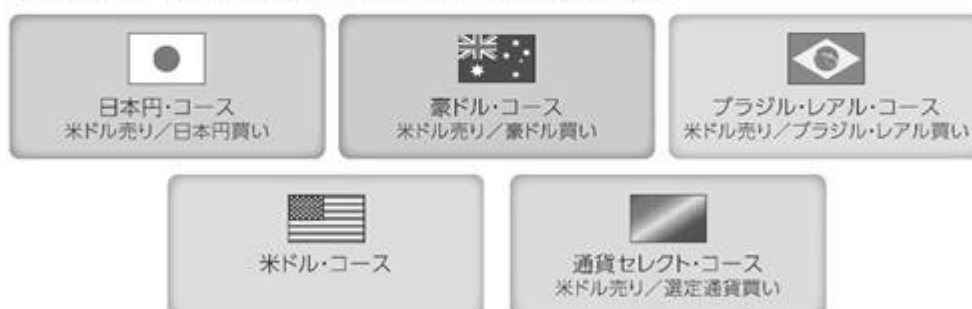 日本円・コース
米ドル売り／日本円買い
豪ドル・コース
米ドル売り／豪ドル買い
ブラジル・レアル・コース
米ドル売り／ブラジル・レアル買い
米ドル・コース
通貨セレクト・コース
米ドル売り／選定通貨買い